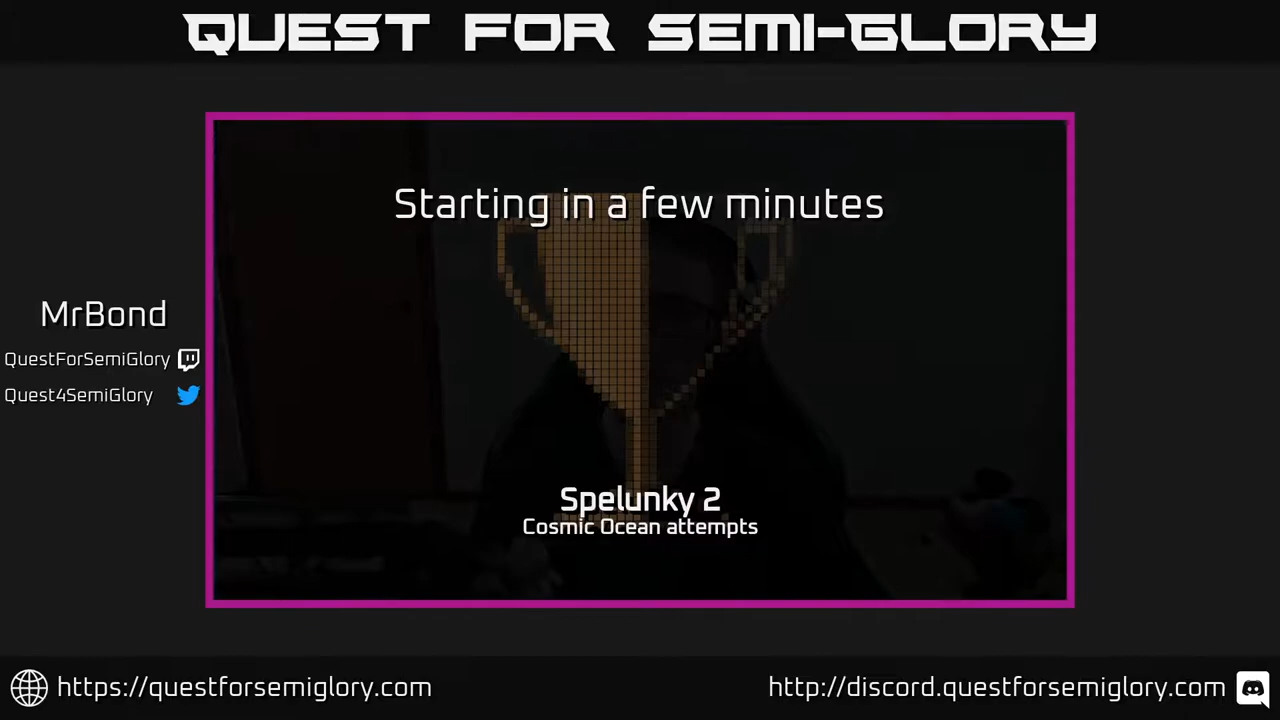 QUEST FOR SEMI-GLORY
Starting in a few minutes
MrBond
QuestForSemiGlory
Quest4SemiGlory
Spelunky 2
Cosmic Ocean attempts
https://questforsemiglory.com
http://discord.questforsemiglory.com